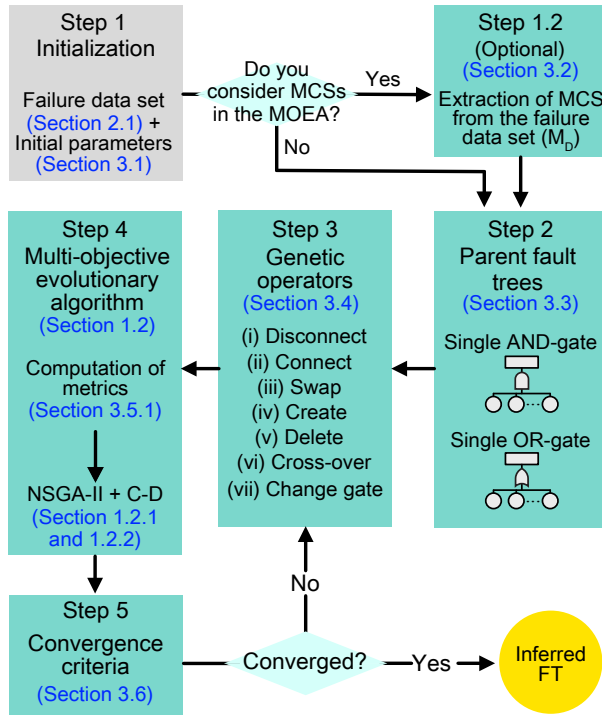 Step 1
Initialization
Failure data set
(Section 2.1) +
Initial parameters
(Section 3.1)
Do you
consider MCSs
in the MOEA?
Yes
No
Step 1.2
(Optional)
(Section 3.2)
Extraction of MCS
from the failure
data set (M_D)
Step 2
Parent fault
trees
(Section 3.3)
Single AND-gate
Single OR-gate
Step 3
Genetic
operators
(Section 3.4)
(i) Disconnect
(ii) Connect
(iii) Swap
(iv) Create
(v) Delete
(vi) Cross-over
(vii) Change gate
Step 4
Multi-objective
evolutionary
algorithm
(Section 1.2)
Computation of
metrics
(Section 3.5.1)
NSGA-II + C-D
(Section 1.2.1
and 1.2.2)
Step 5
Convergence
criteria
(Section 3.6)
Converged?
No
Yes
Inferred
FT